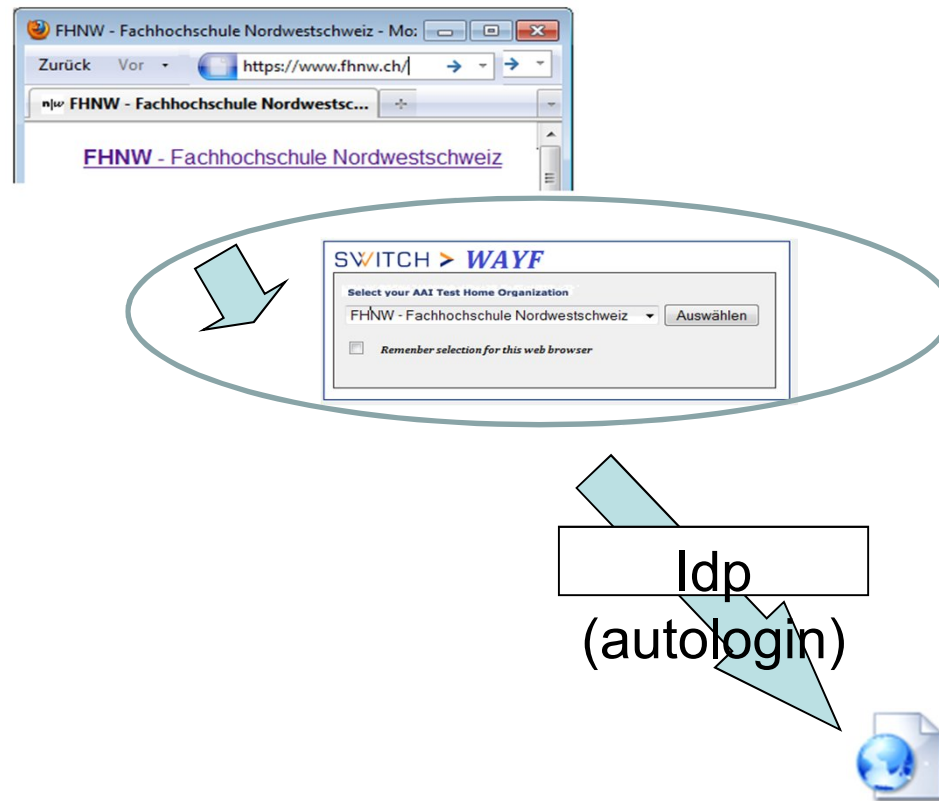 FHNW - Fachhochschule Nordwestschweiz - Mo:
Zurück Vor https://www.fhnw.ch/
n|w FHNW - Fachhochschule Nordwestsc...
FHNW - Fachhochschule Nordwestschweiz
SWITCH > WAYF
Select your AAI Test Home Organization
FHNW - Fachhochschule Nordwestschweiz Auswählen
Remenber selection for this web browser
Idp
(autologin)